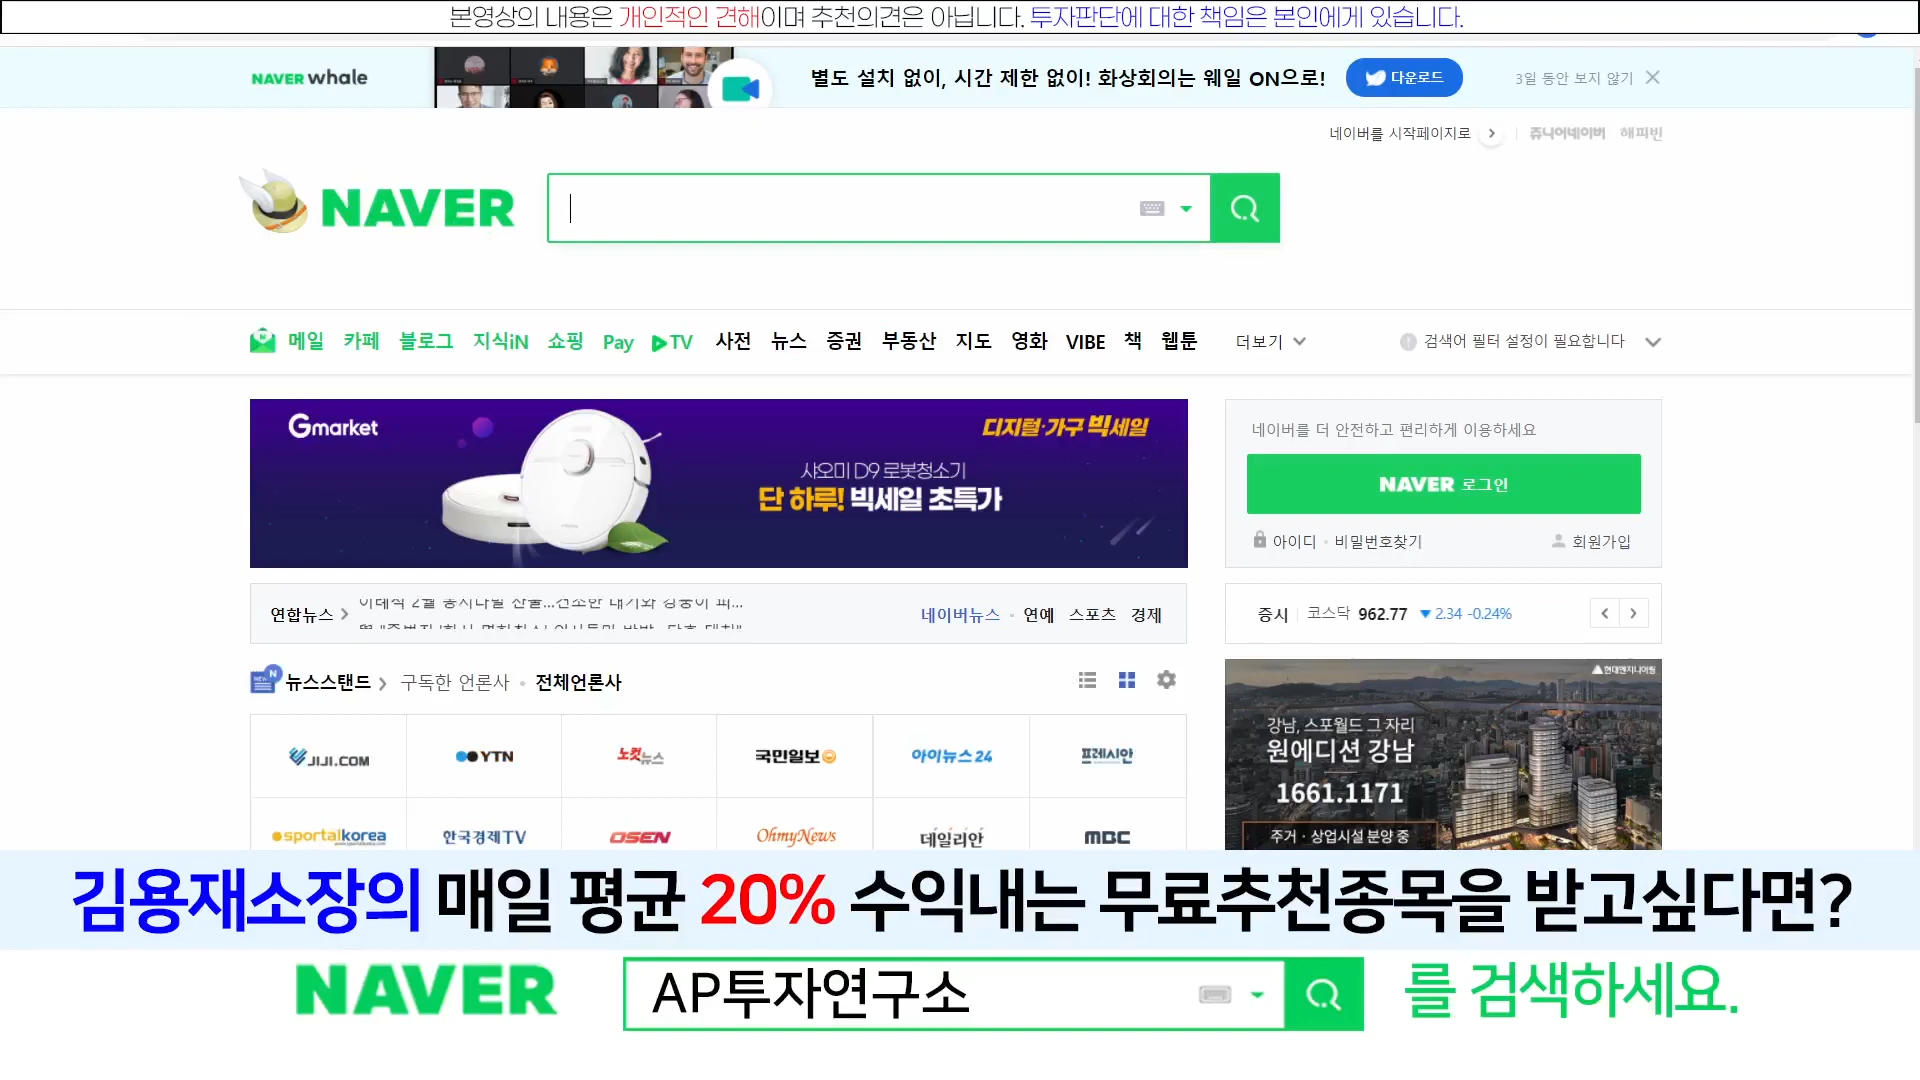 본영상의 내용은 개인적인 견해이며 추천의견은 아닙니다. 투자판단에 대한 책임은 본인에게 있습니다.
NAVER whale
별도 설치 없이, 시간 제한 없이! 화상회의는 웨일 ON으로!
다운로드
3일 동안 보지 않기
네이버를 시작페이지로
쥬니어네이버 해피빈
NAVER
메일 카페 블로그 지식iN 쇼핑 Pay TV 사전 뉴스 증권 부동산 지도 영화 VIBE 책 웹툰 더보기
검색어 필터 설정이 필요합니다
Gmarket
디지털·가구 빅세일
샤오미 D9 로봇청소기
단 하루! 빅세일 초특가
네이버를 더 안전하고 편리하게 이용하세요
NAVER 로그인
아이디 · 비밀번호찾기
회원가입
연합뉴스
네이버뉴스 · 연예 스포츠 경제
증시 코스닥 962.77 ▼ 2.34 -0.24%
뉴스스탠드 구독한 언론사 · 전체언론사
JIJI.COM YTN 노컷뉴스 국민일보 아이뉴스24 프레시안
sportalkorea 한국경제TV OSEN OhmyNews 데일리안 MBC
현대엔지니어링
강남, 스포월드 그 자리
원에디션 강남
1661.1171
주거 · 상업시설 분양 중
김용재소장의 매일 평균 20% 수익내는 무료추천종목을 받고싶다면?
NAVER AP투자연구소 를 검색하세요.